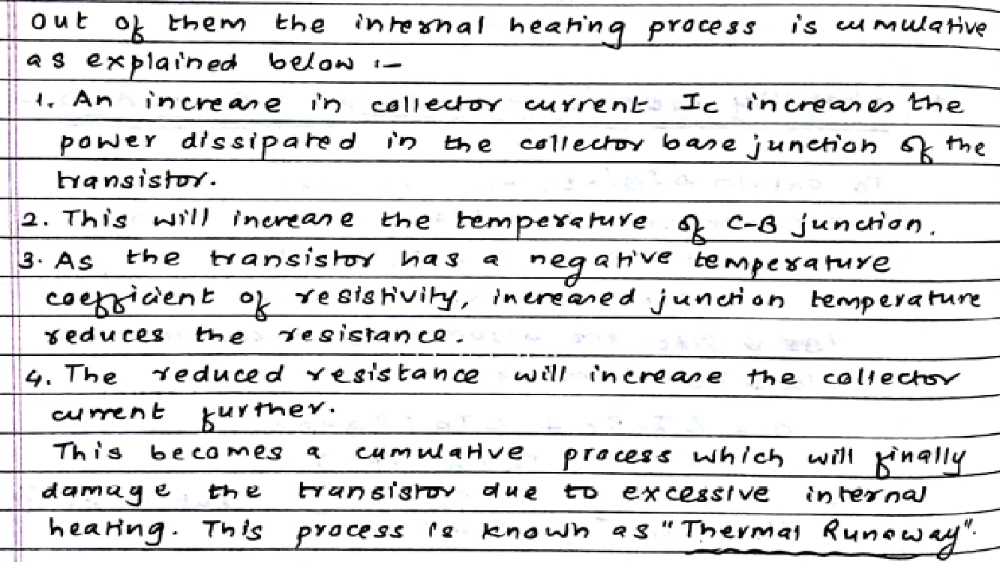 out of them the internal heating process is cumulative
as explained below :-
1. An increase in collector current Ic increases the
power dissipated in the collector base junction of the
transistor.
2. This will increase the temperature of C-B junction.
3. As the transistor has a negative temperature
coefficient of resistivity, increased junction temperature
reduces the resistance.
4. The reduced resistance will increase the collector
current further.
This becomes a cumulative process which will finally
damage the transistor due to excessive internal
heating. This process is known as "Thermal Runaway".